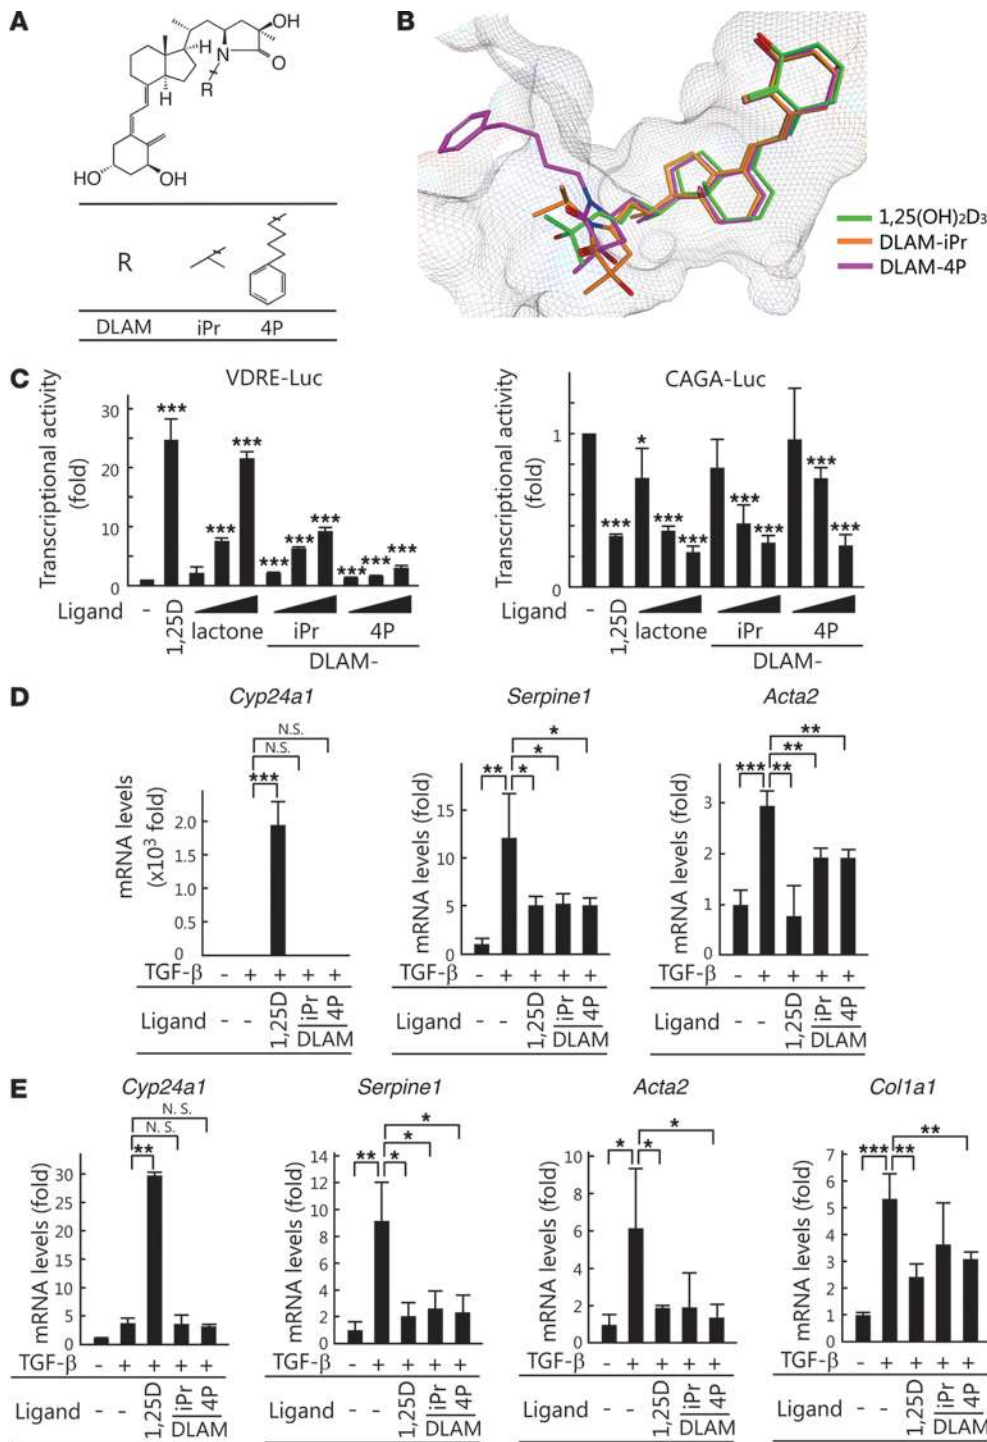 A
OH
N
O
R
H
H
HO
OH
R
DLAM iPr 4P
B
1,25(OH)₂D₃
DLAM-iPr
DLAM-4P
C
VDRE-Luc
Transcriptional activity
(fold)
30
20
10
0
***
***
***
***
***
***
***
***
***
Ligand - 1,25D lactone iPr 4P
DLAM-
CAGA-Luc
Transcriptional activity
(fold)
1
0
***
*
***
***
***
***
***
***
Ligand - 1,25D lactone iPr 4P
DLAM-
D
Cyp24a1
N.S.
N.S.
***
mRNA levels
(x10³ fold)
2.0
1.5
1.0
0.5
0
TGF-β - + + + +
Ligand - - 1,25D iPr 4P
DLAM
Serpine1
*
*
** *
mRNA levels (fold)
15
10
5
0
TGF-β - + + + +
Ligand - - 1,25D iPr 4P
DLAM
Acta2
**
**
*** **
mRNA levels (fold)
3
2
1
0
TGF-β - + + + +
Ligand - - 1,25D iPr 4P
DLAM
E
Cyp24a1
N. S.
N. S.
**
mRNA levels (fold)
30
25
20
15
10
5
0
TGF-β - + + + +
Ligand - - 1,25D iPr 4P
DLAM
Serpine1
*
*
** *
mRNA levels (fold)
14
12
10
8
6
4
2
0
TGF-β - + + + +
Ligand - - 1,25D iPr 4P
DLAM
Acta2
*
* *
mRNA levels (fold)
10
8
6
4
2
0
TGF-β - + + + +
Ligand - - 1,25D iPr 4P
DLAM
Col1a1
**
*** **
mRNA levels (fold)
7
6
5
4
3
2
1
0
TGF-β - + + + +
Ligand - - 1,25D iPr 4P
DLAM